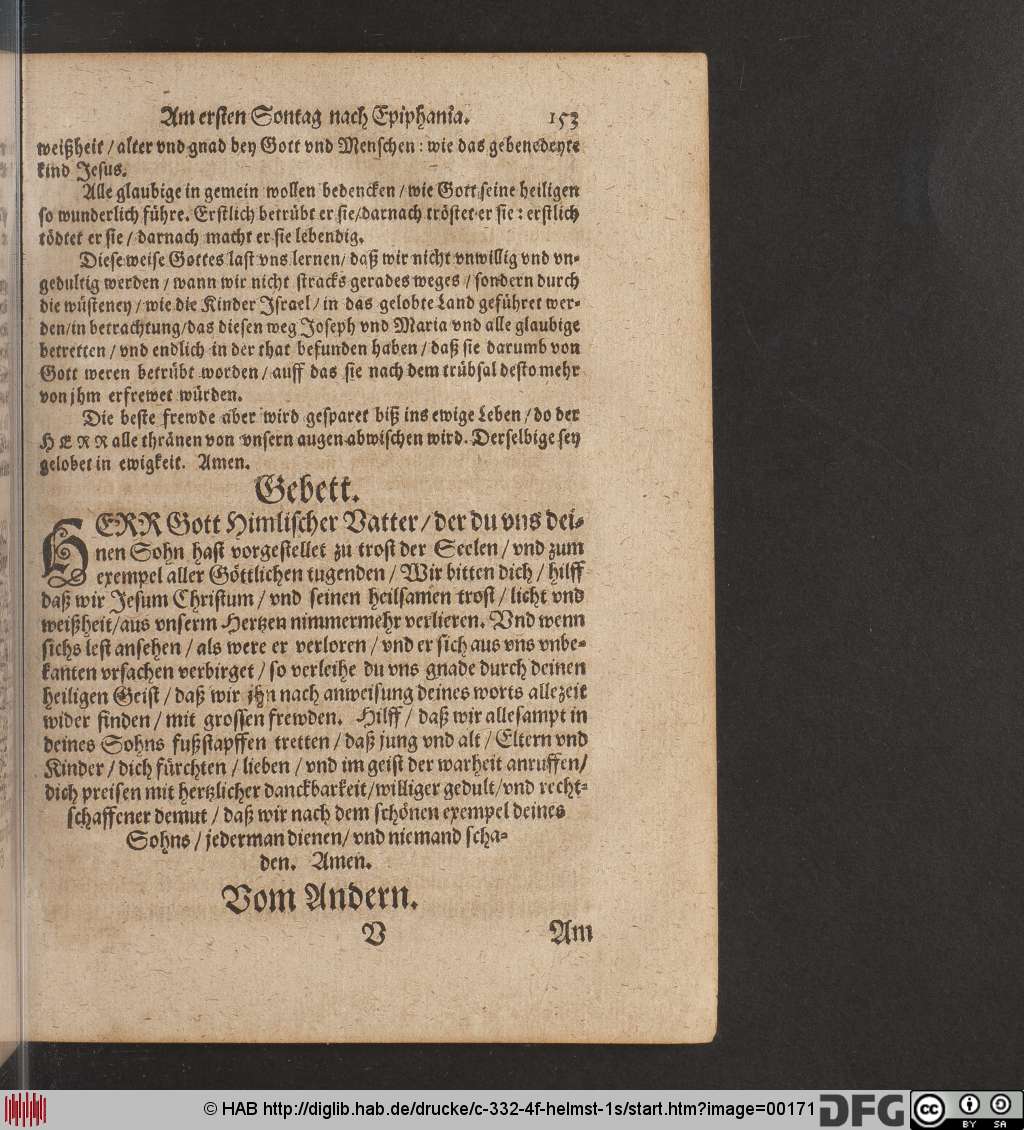 Am ersten Sontag nach Epiphania. 153
weißheit / alter vnd gnad bey Gott vnd Menschen : wie das gebenedeyte
kind Jesus.
Alle glaubige in gemein wollen bedencken / wie Gott seine heiligen
so wunderlich führe. Erstlich betrübt er sie/darnach tröstet er sie : erstlich
tödtet er sie / darnach macht er sie lebendig.
Diese weise Gottes last vns lernen/ daß wir nicht vnwillig vnd vn-
gedultig werden / wann wir nicht stracks gerades weges / sondern durch
die wüsteney / wie die Kinder Israel / in das gelobte Land geführet wer-
den/in betrachtung/das diesen weg Joseph vnd Maria vnd alle glaubige
betretten / vnd endlich in der that befunden haben / daß sie darumb von
Gott weren betrübt worden / auff das sie nach dem trübsal desto mehr
von jhm erfrewet würden.
Die beste frewde aber wird gesparet biß ins ewige Leben / do der
HERR alle thränen von vnsern augen abwischen wird. Derselbige sey
gelobet in ewigkeit. Amen.
Gebett.
HERR Gott Himlischer Vatter / der du vns dei-
nen Sohn hast vorgestellet zu trost der Seelen / vnd zum
exempel aller Göttlichen tugenden / Wir bitten dich / hilff
daß wir Jesum Christum / vnd seinen heilsamen trost / licht vnd
weißheit/aus vnserm Hertzen nimmermehr verlieren. Vnd wenn
sichs lest ansehen / als were er verloren / vnd er sich aus vns vnbe-
kanten vrsachen verbirget / so verleihe du vns gnade durch deinen
heiligen Geist / daß wir jhn nach anweisung deines worts allezeit
wider finden / mit grossen frewden. Hilff / daß wir allesampt in
deines Sohns fußstapffen tretten / daß jung vnd alt / Eltern vnd
Kinder / dich fürchten / lieben / vnd im geist der warheit anruffen/
dich preisen mit hertzlicher danckbarkeit/williger gedult/vnd recht-
schaffener demut / daß wir nach dem schönen exempel deines
Sohns / jederman dienen/ vnd niemand scha-
den. Amen.
Vom Andern.
V Am
© HAB http://diglib.hab.de/drucke/c-332-4f-helmst-1s/start.htm?image=00171 DFG cc BY SA